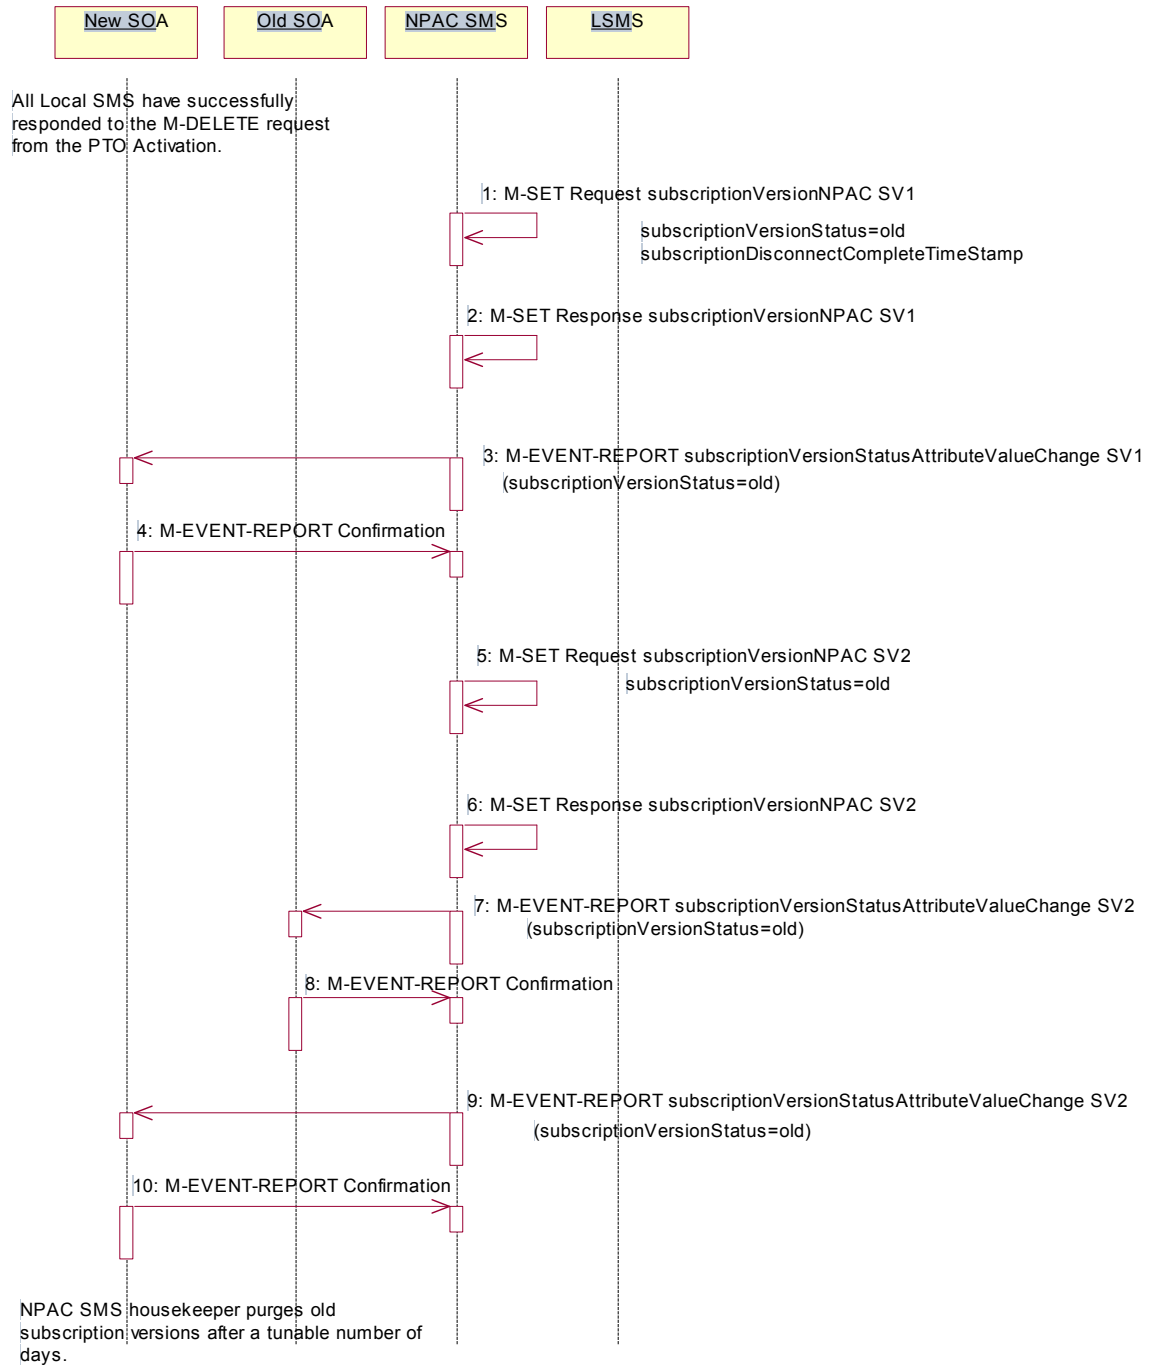 New SOA
Old SOA
NPAC SMS
LSMS
All Local SMS have successfully
responded to the M-DELETE request
from the PTO Activation.
1: M-SET Request subscriptionVersionNPAC SV1
subscriptionVersionStatus=old
subscriptionDisconnectCompleteTimeStamp
2: M-SET Response subscriptionVersionNPAC SV1
3: M-EVENT-REPORT subscriptionVersionStatusAttributeValueChange SV1
(subscriptionVersionStatus=old)
4: M-EVENT-REPORT Confirmation
5: M-SET Request subscriptionVersionNPAC SV2
subscriptionVersionStatus=old
6: M-SET Response subscriptionVersionNPAC SV2
7: M-EVENT-REPORT subscriptionVersionStatusAttributeValueChange SV2
(subscriptionVersionStatus=old)
8: M-EVENT-REPORT Confirmation
9: M-EVENT-REPORT subscriptionVersionStatusAttributeValueChange SV2
(subscriptionVersionStatus=old)
10: M-EVENT-REPORT Confirmation
NPAC SMS housekeeper purges old
subscription versions after a tunable number of
days.